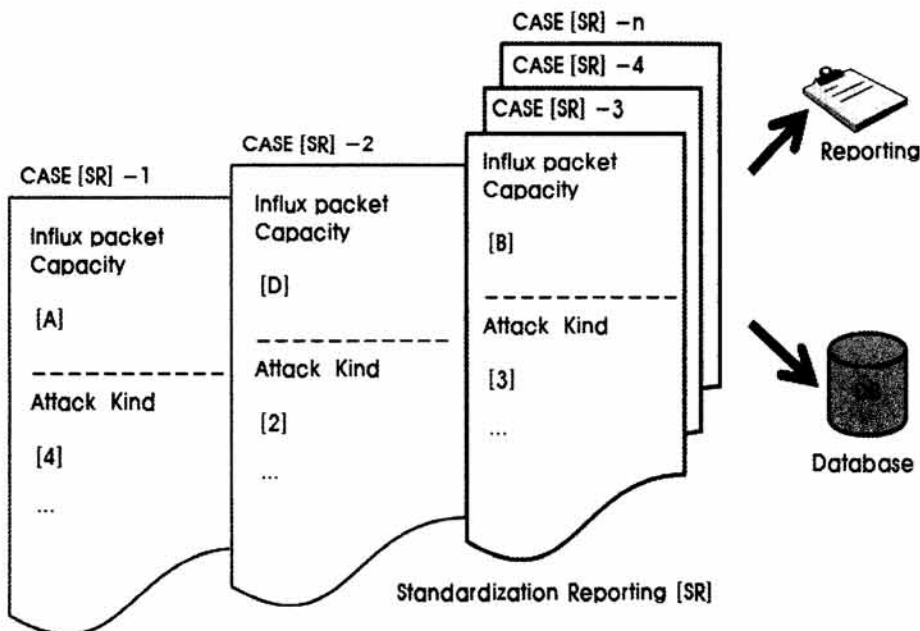 CASE [SR] -n
CASE [SR] -4
CASE [SR] -3
CASE [SR] -2
CASE [SR] -1
Influx packet
Capacity
[A]
Attack Kind
[4]
...
Influx packet
Capacity
[D]
Attack Kind
[2]
...
Influx packet
Capacity
[B]
Attack Kind
[3]
...
Reporting
Database
Standardization Reporting [SR]